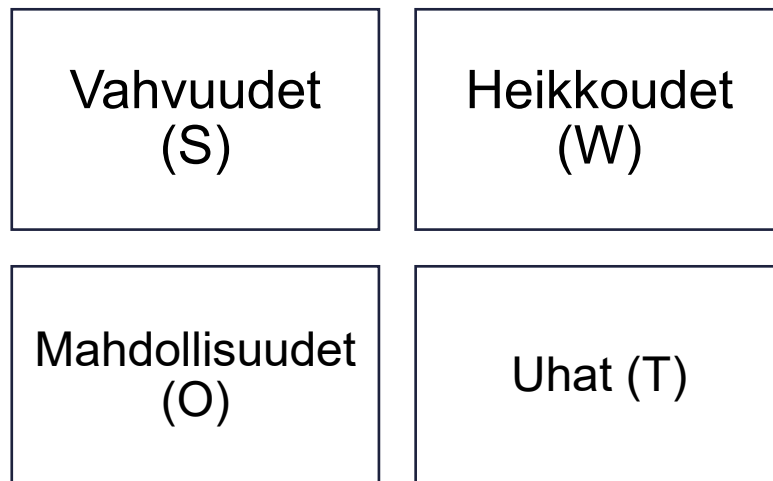 Vahvuudet
(S)
Heikkoudet
(W)
Mahdollisuudet
(O)
Uhat (T)